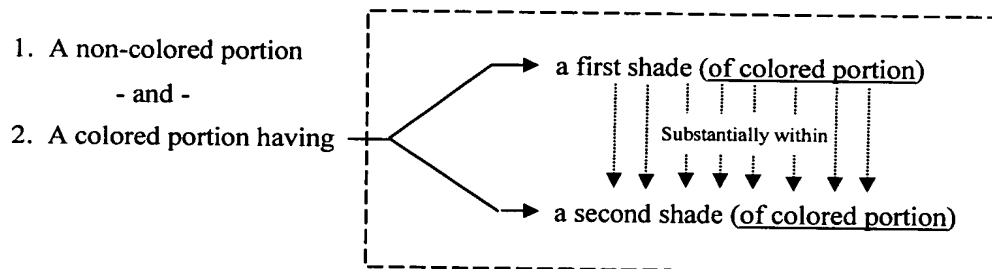 1. A non-colored portion
- and -
2. A colored portion having
a first shade (of colored portion)
Substantially within
a second shade (of colored portion)